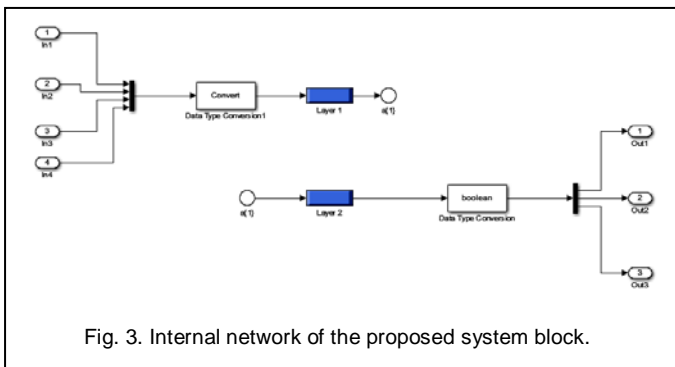 1
In1
2
In2
3
In3
4
In4
Convert
Data Type Conversion1
Layer 1
a{1}
a{1}
Layer 2
boolean
Data Type Conversion
1
Out1
2
Out2
3
Out3
Fig. 3. Internal network of the proposed system block.